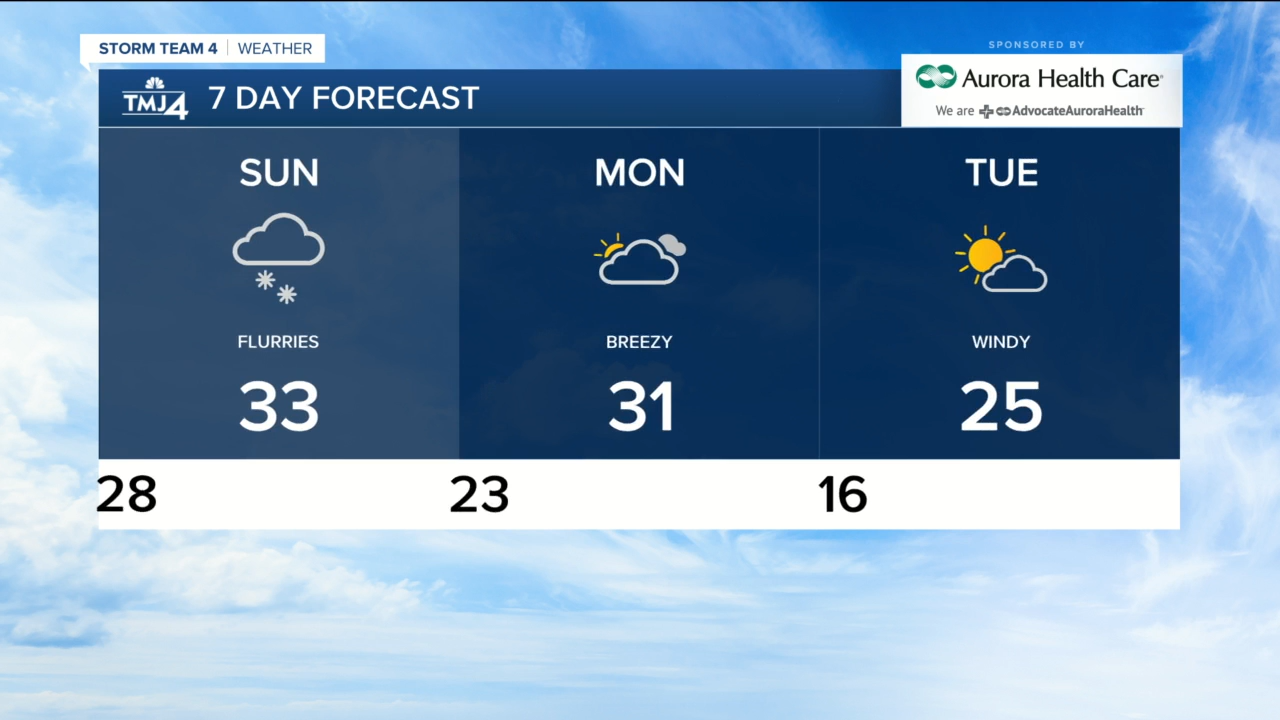 STORM TEAM 4 | WEATHER
SPONSORED BY
Aurora Health Care®
We are AdvocateAuroraHealth™
TMJ4 7 DAY FORECAST
SUN MON TUE
FLURRIES BREEZY WINDY
33 31 25
28 23 16